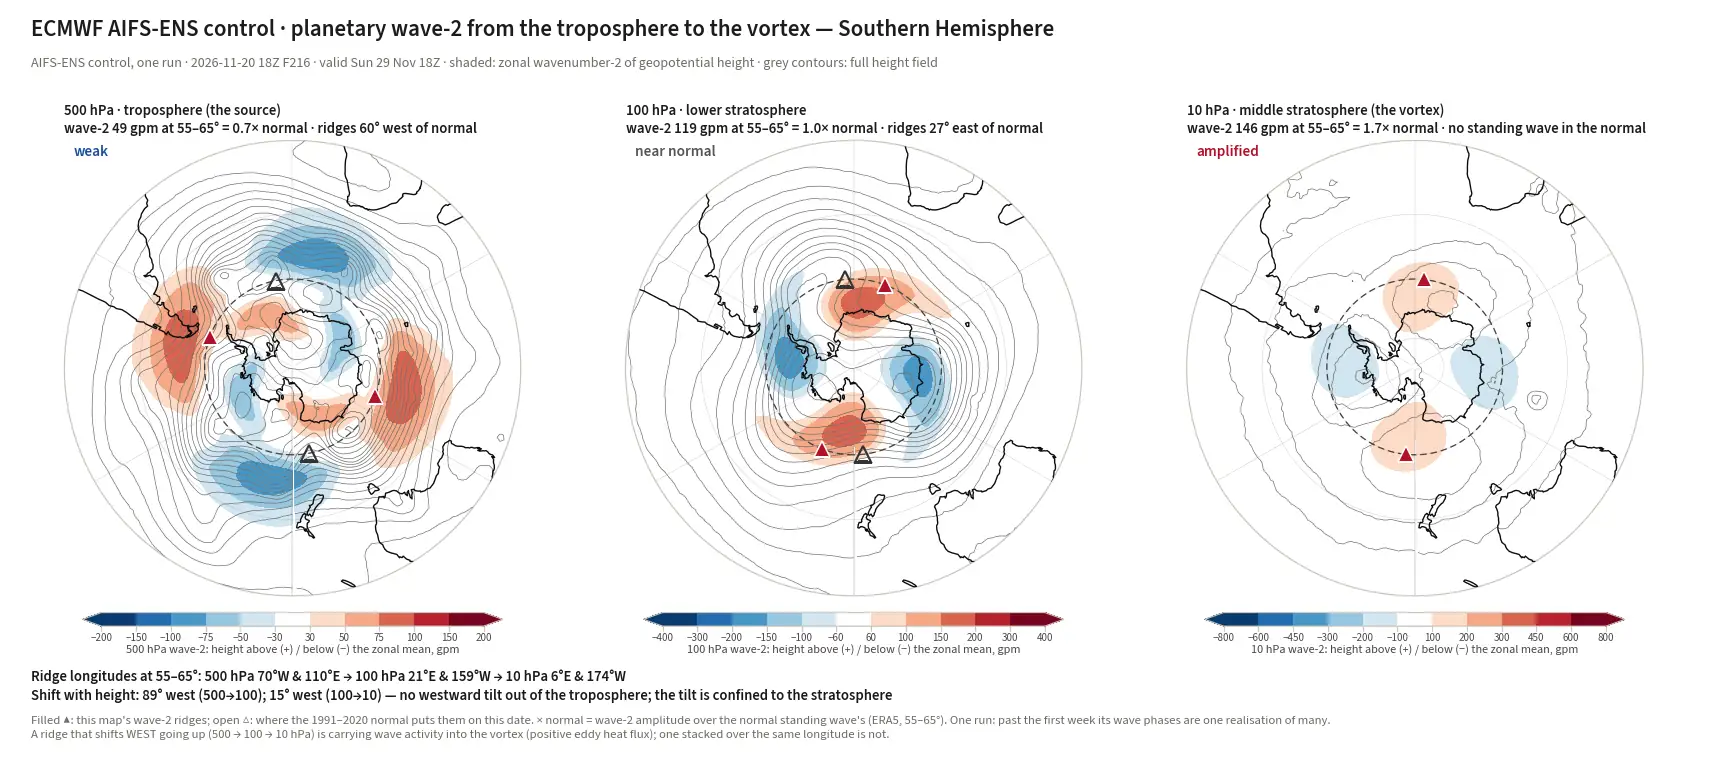 ECMWF AIFS-ENS control · planetary wave-2 from the troposphere to the vortex — Southern Hemisphere
AIFS-ENS control, one run · 2026-11-20 18Z F216 · valid Sun 29 Nov 18Z · shaded: zonal wavenumber-2 of geopotential height · grey contours: full height field
500 hPa · troposphere (the source)
wave-2 49 gpm at 55–65° = 0.7× normal · ridges 60° west of normal
weak
100 hPa · lower stratosphere
wave-2 119 gpm at 55–65° = 1.0× normal · ridges 27° east of normal
near normal
10 hPa · middle stratosphere (the vortex)
wave-2 146 gpm at 55–65° = 1.7× normal · no standing wave in the normal
amplified
−200 −150 −100 −75 −50 −30 30 50 75 100 150 200
500 hPa wave-2: height above (+) / below (−) the zonal mean, gpm
−400 −300 −200 −150 −100 −60 60 100 150 200 300 400
100 hPa wave-2: height above (+) / below (−) the zonal mean, gpm
−800 −600 −450 −300 −200 −100 100 200 300 450 600 800
10 hPa wave-2: height above (+) / below (−) the zonal mean, gpm
Ridge longitudes at 55–65°: 500 hPa 70°W & 110°E → 100 hPa 21°E & 159°W → 10 hPa 6°E & 174°W
Shift with height: 89° west (500→100); 15° west (100→10) — no westward tilt out of the troposphere; the tilt is confined to the stratosphere
Filled ▲: this map's wave-2 ridges; open △: where the 1991–2020 normal puts them on this date. × normal = wave-2 amplitude over the normal standing wave's (ERA5, 55–65°). One run: past the first week its wave phases are one realisation of many.
A ridge that shifts WEST going up (500 → 100 → 10 hPa) is carrying wave activity into the vortex (positive eddy heat flux); one stacked over the same longitude is not.